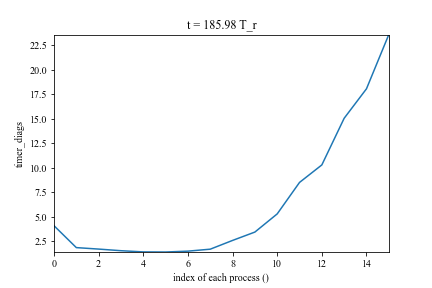 t = 185.98 T_r
22.5
20.0
17.5
15.0
12.5
10.0
7.5
5.0
2.5
timer_diags
0 2 4 6 8 10 12 14
index of each process ()